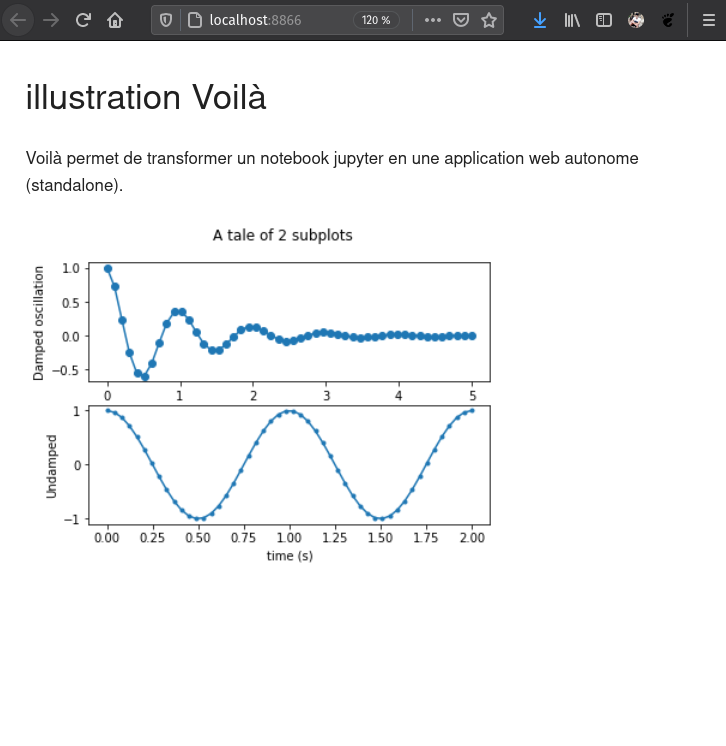 localhost:8866
120 %
illustration Voilà
Voilà permet de transformer un notebook jupyter en une application web autonome
(standalone).
A tale of 2 subplots
Damped oscillation
1.0
0.5
0.0
−0.5
0 1 2 3 4 5
Undamped
1
0
−1
0.00 0.25 0.50 0.75 1.00 1.25 1.50 1.75 2.00
time (s)